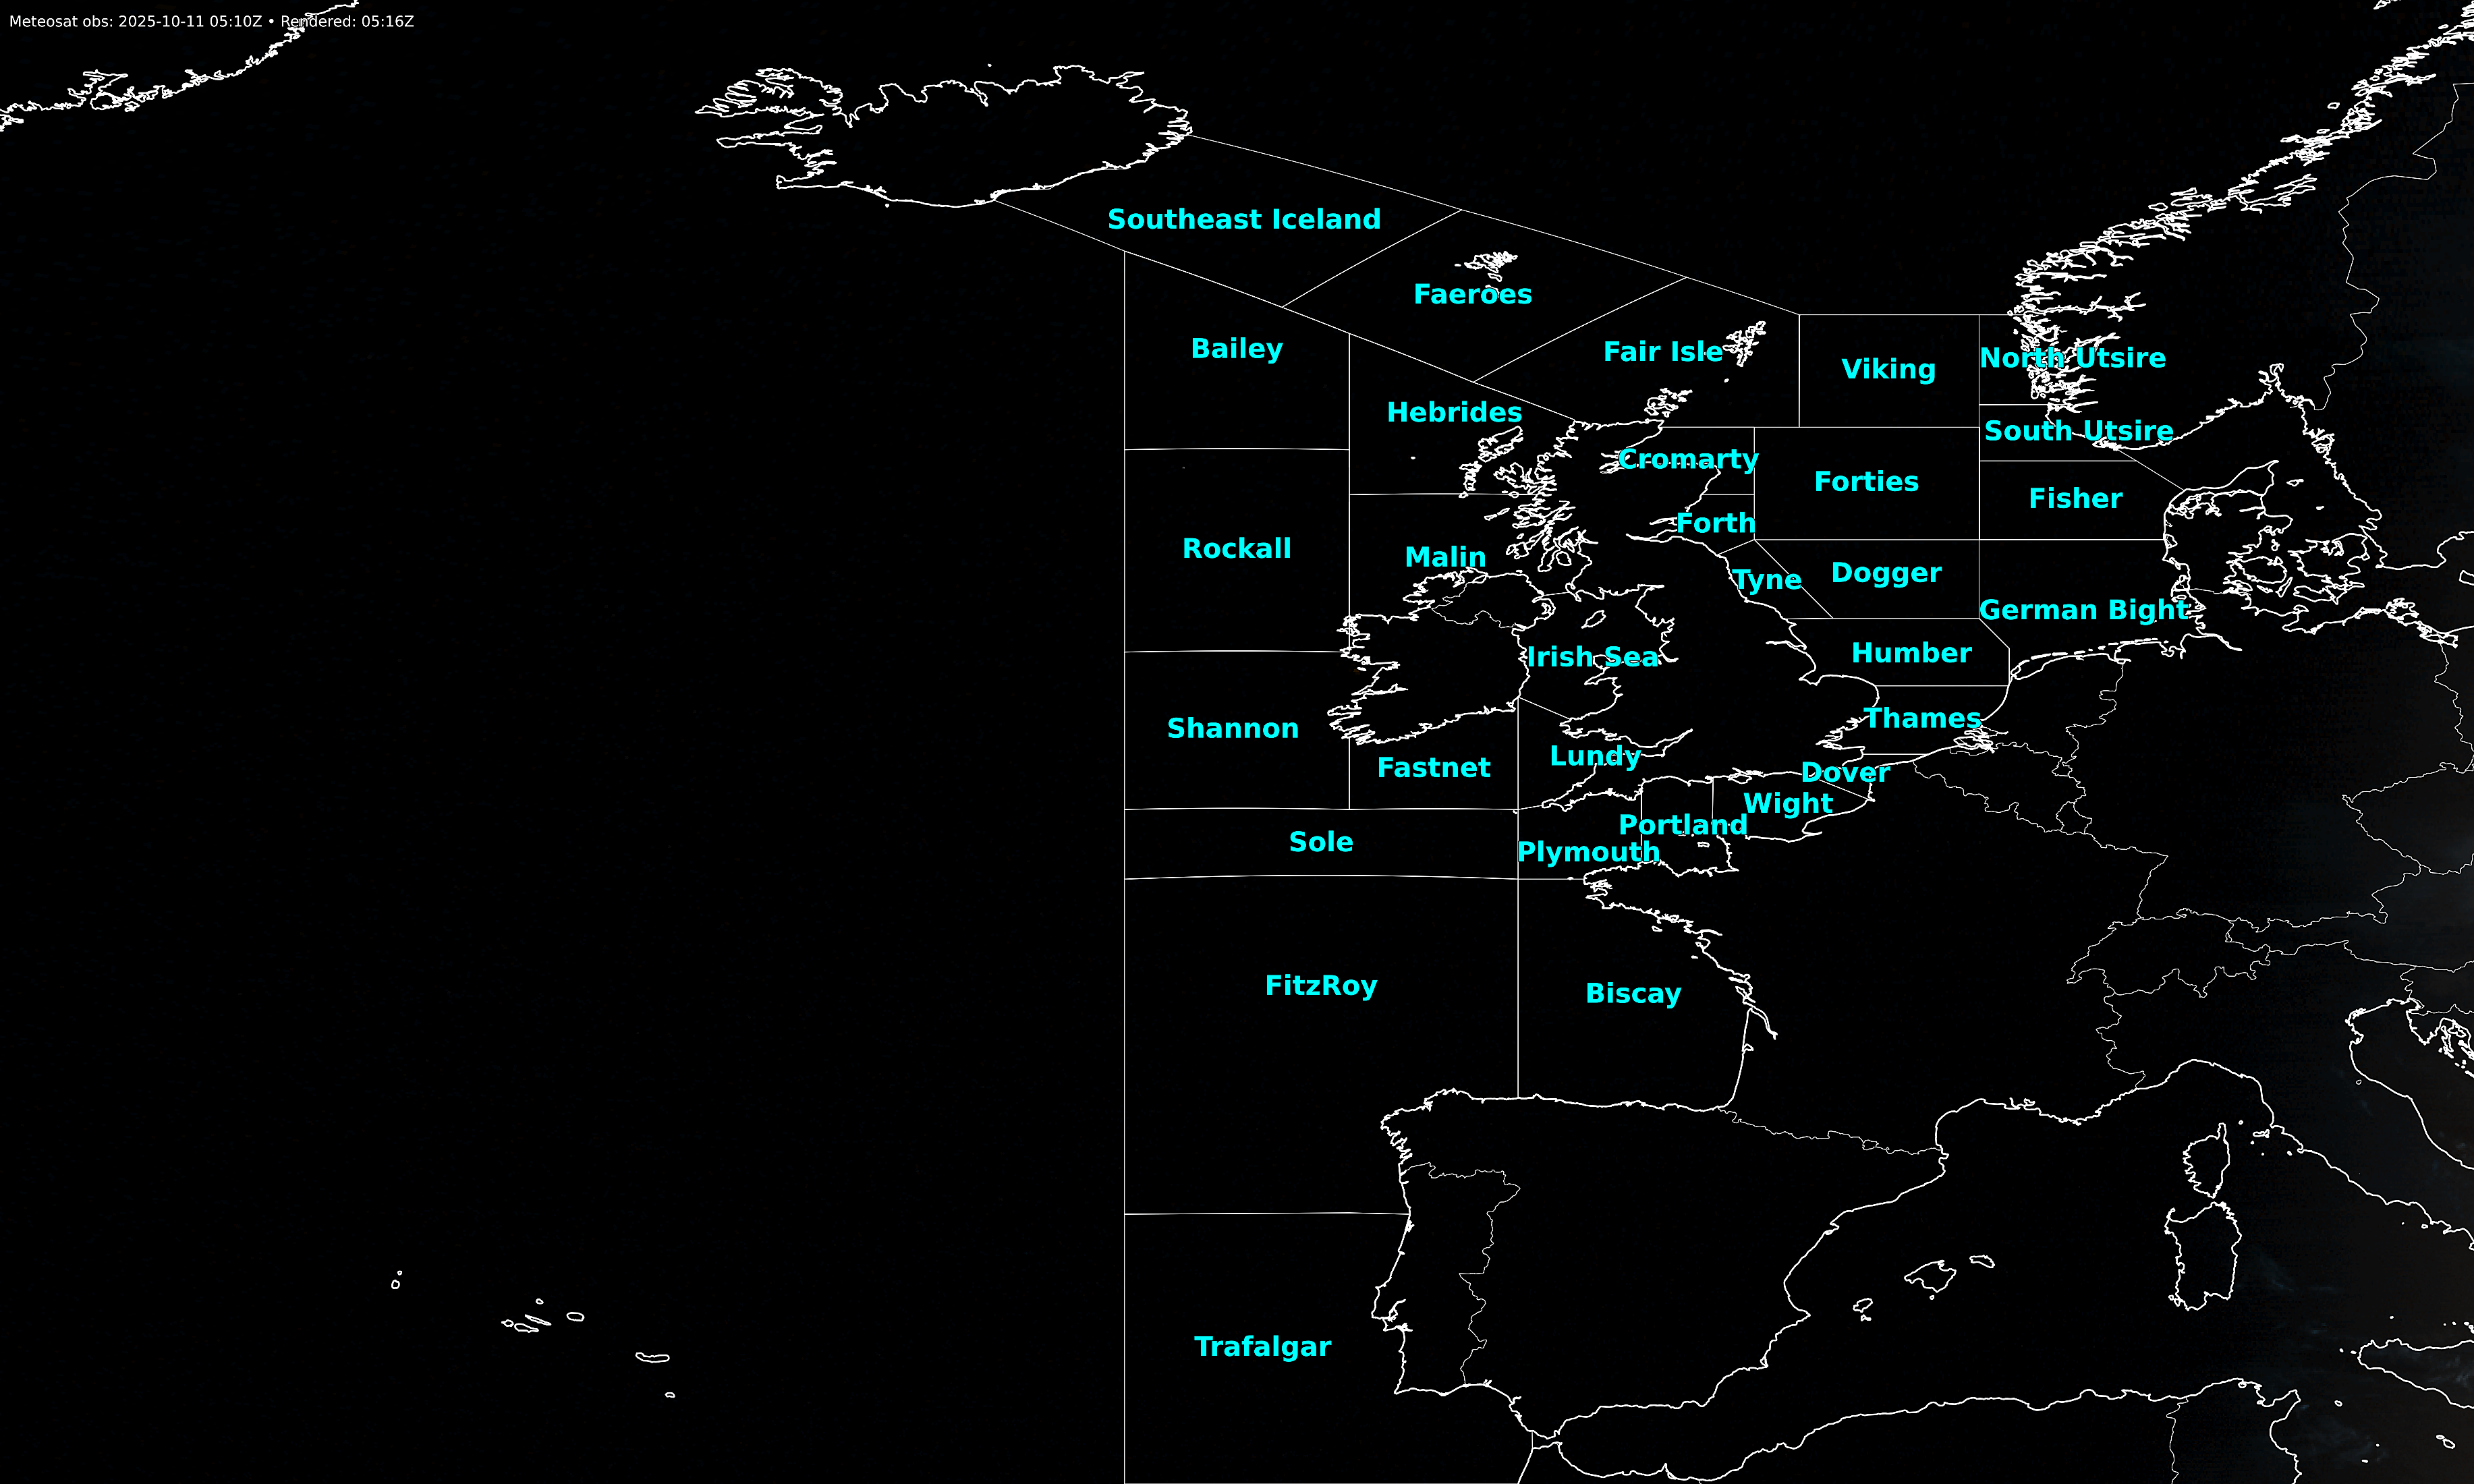 Meteosat obs: 2025-10-11 05:10Z • Rendered: 05:16Z
Southeast Iceland
Faeroes
Bailey
Fair Isle
Viking
North Utsire
Hebrides
South Utsire
Cromarty
Forties
Fisher
Forth
Rockall
Malin
Tyne
Dogger
German Bight
Irish Sea
Humber
Shannon
Thames
Fastnet
Lundy
Dover
Wight
Portland
Sole
Plymouth
FitzRoy
Biscay
Trafalgar